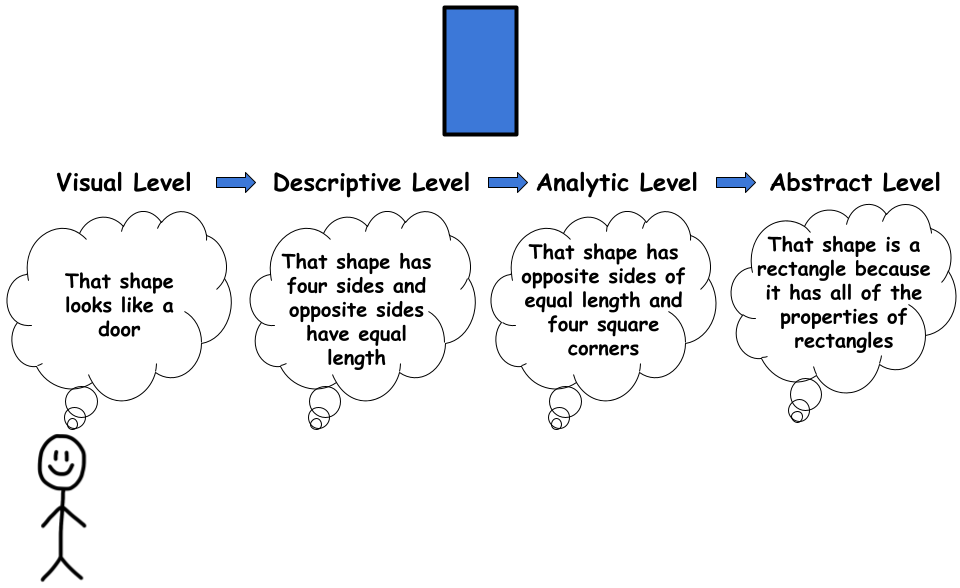 Visual Level
Descriptive Level
Analytic Level
Abstract Level
That shape
looks like a
door
That shape has
four sides and
opposite sides
have equal
length
That shape has
opposite sides of
equal length and
four square
corners
That shape is a
rectangle because
it has all of the
properties of
rectangles